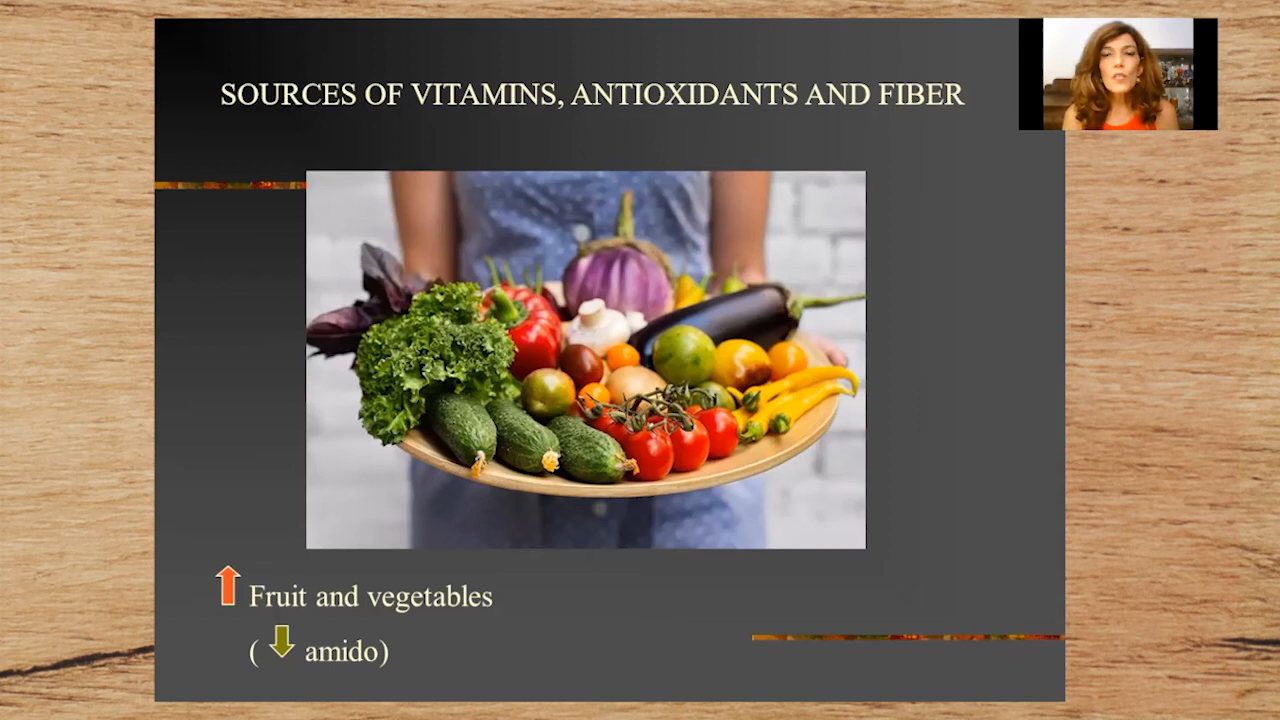 SOURCES OF VITAMINS, ANTIOXIDANTS AND FIBER
Fruit and vegetables
( amido)